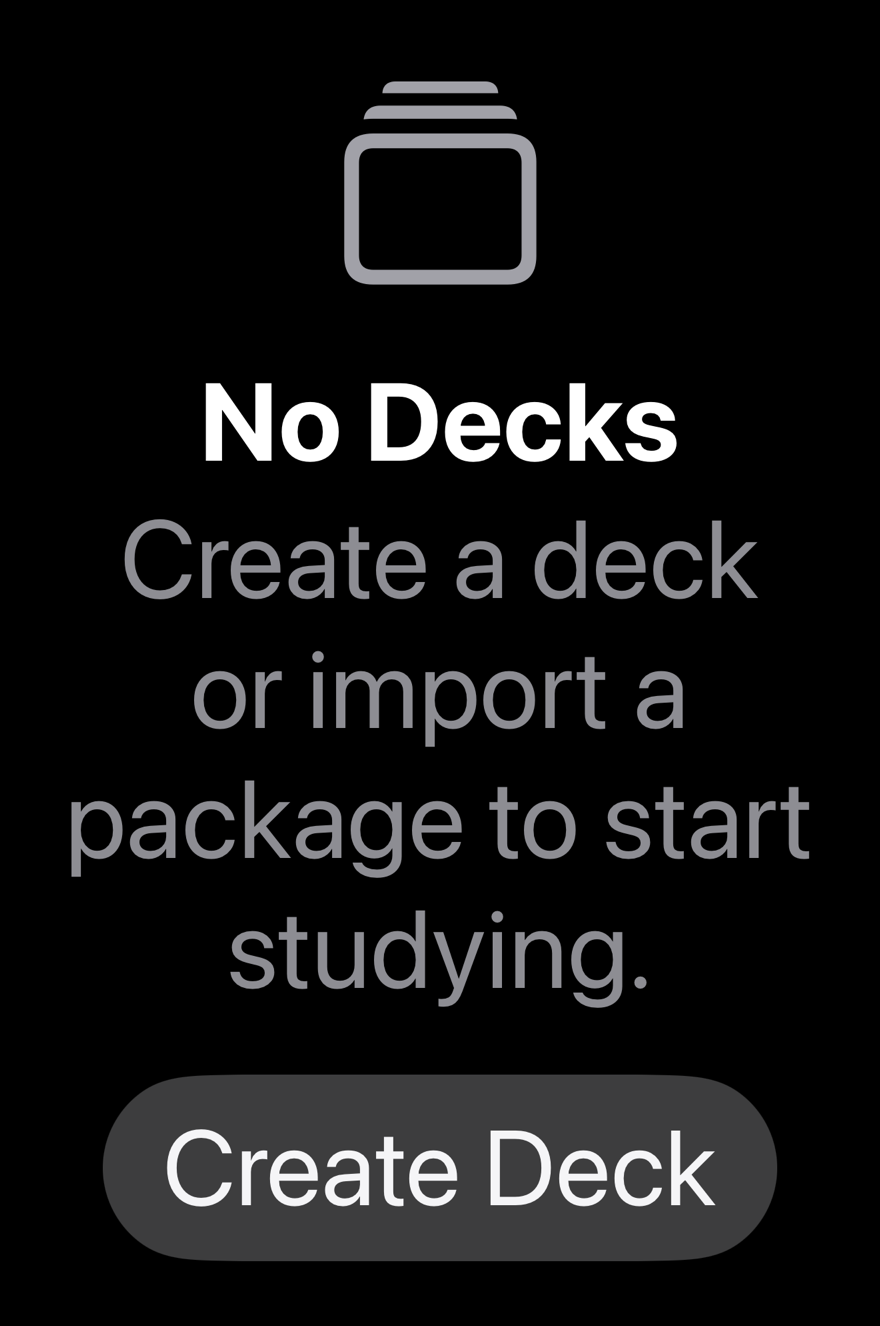 No Decks
Create a deck
or import a
package to start
studying.
Create Deck